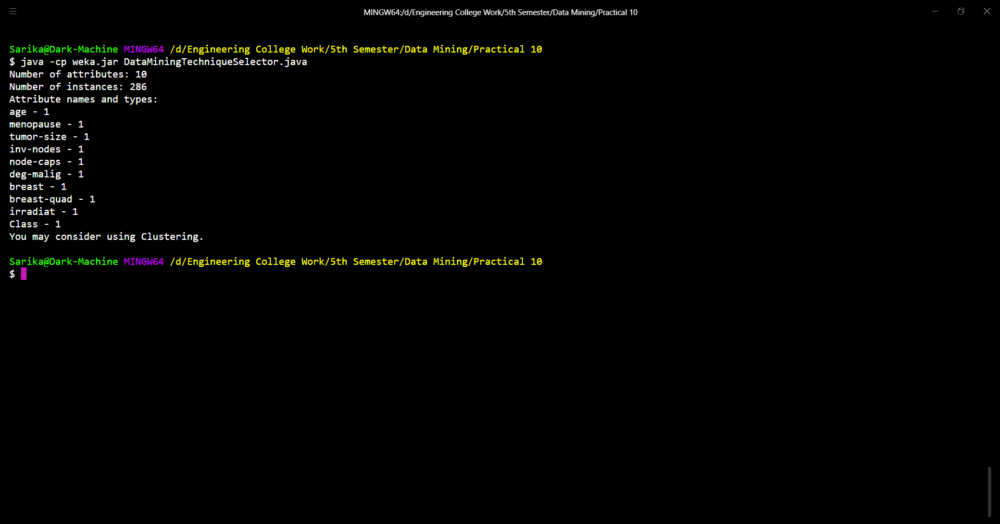 MINGW64:/d/Engineering College Work/5th Semester/Data Mining/Practical 10
Sarika@Dark-Machine MINGW64 /d/Engineering College Work/5th Semester/Data Mining/Practical 10
$ java -cp weka.jar DataMiningTechniqueSelector.java
Number of attributes: 10
Number of instances: 286
Attribute names and types:
age - 1
menopause - 1
tumor-size - 1
inv-nodes - 1
node-caps - 1
deg-malig - 1
breast - 1
breast-quad - 1
irradiat - 1
Class - 1
You may consider using Clustering.
Sarika@Dark-Machine MINGW64 /d/Engineering College Work/5th Semester/Data Mining/Practical 10
$